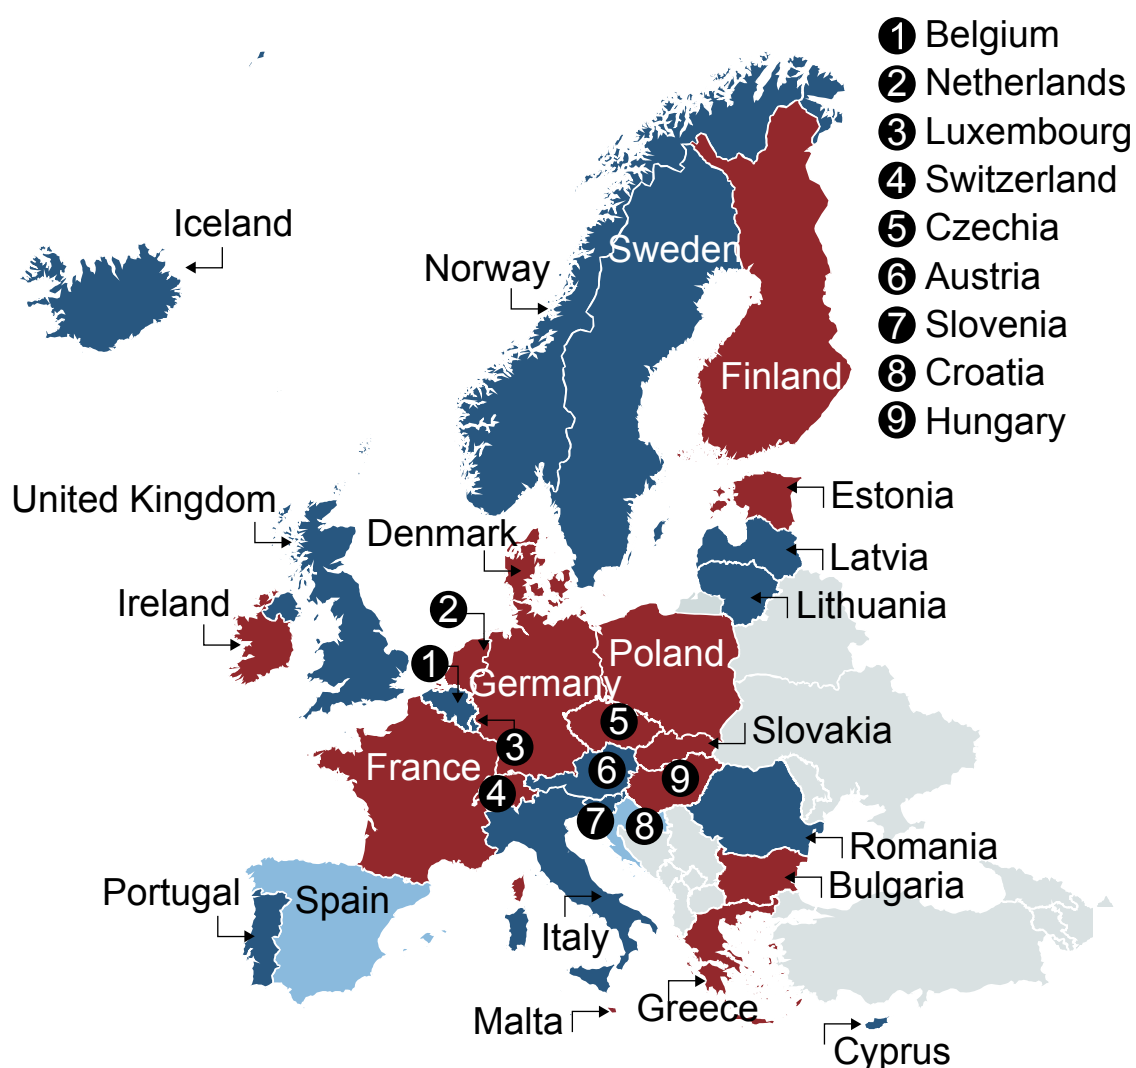 1 Belgium
2 Netherlands
3 Luxembourg
4 Switzerland
5 Czechia
6 Austria
7 Slovenia
8 Croatia
9 Hungary
Iceland
Sweden
Norway
Finland
United Kingdom
Estonia
Denmark
Latvia
Ireland
2
Lithuania
1
Poland
Germany
5
Slovakia
3
France
6
9
4
7
8
Romania
Portugal
Spain
Bulgaria
Italy
Malta
Greece
Cyprus